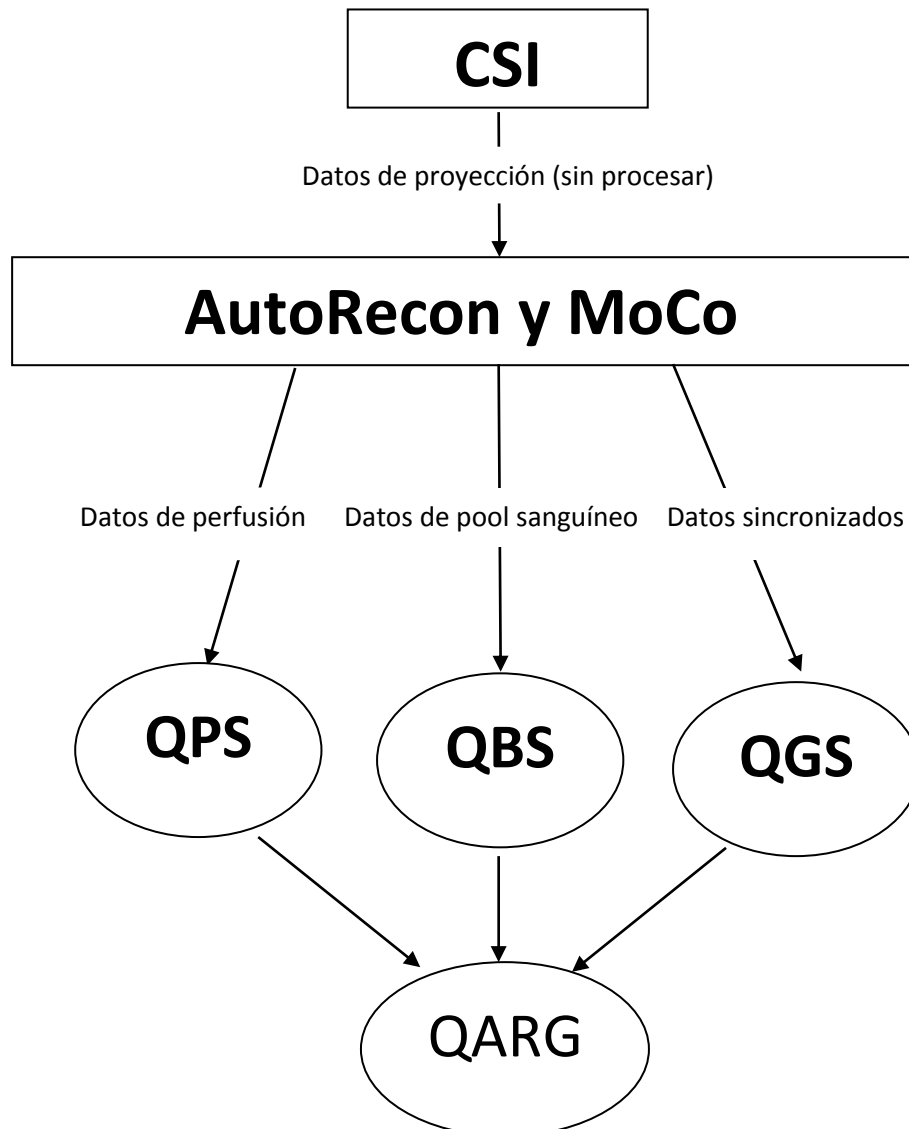 CSI
Datos de proyección (sin procesar)
AutoRecon y MoCo
Datos de perfusión
Datos de pool sanguíneo
Datos sincronizados
QPS
QBS
QGS
QARG